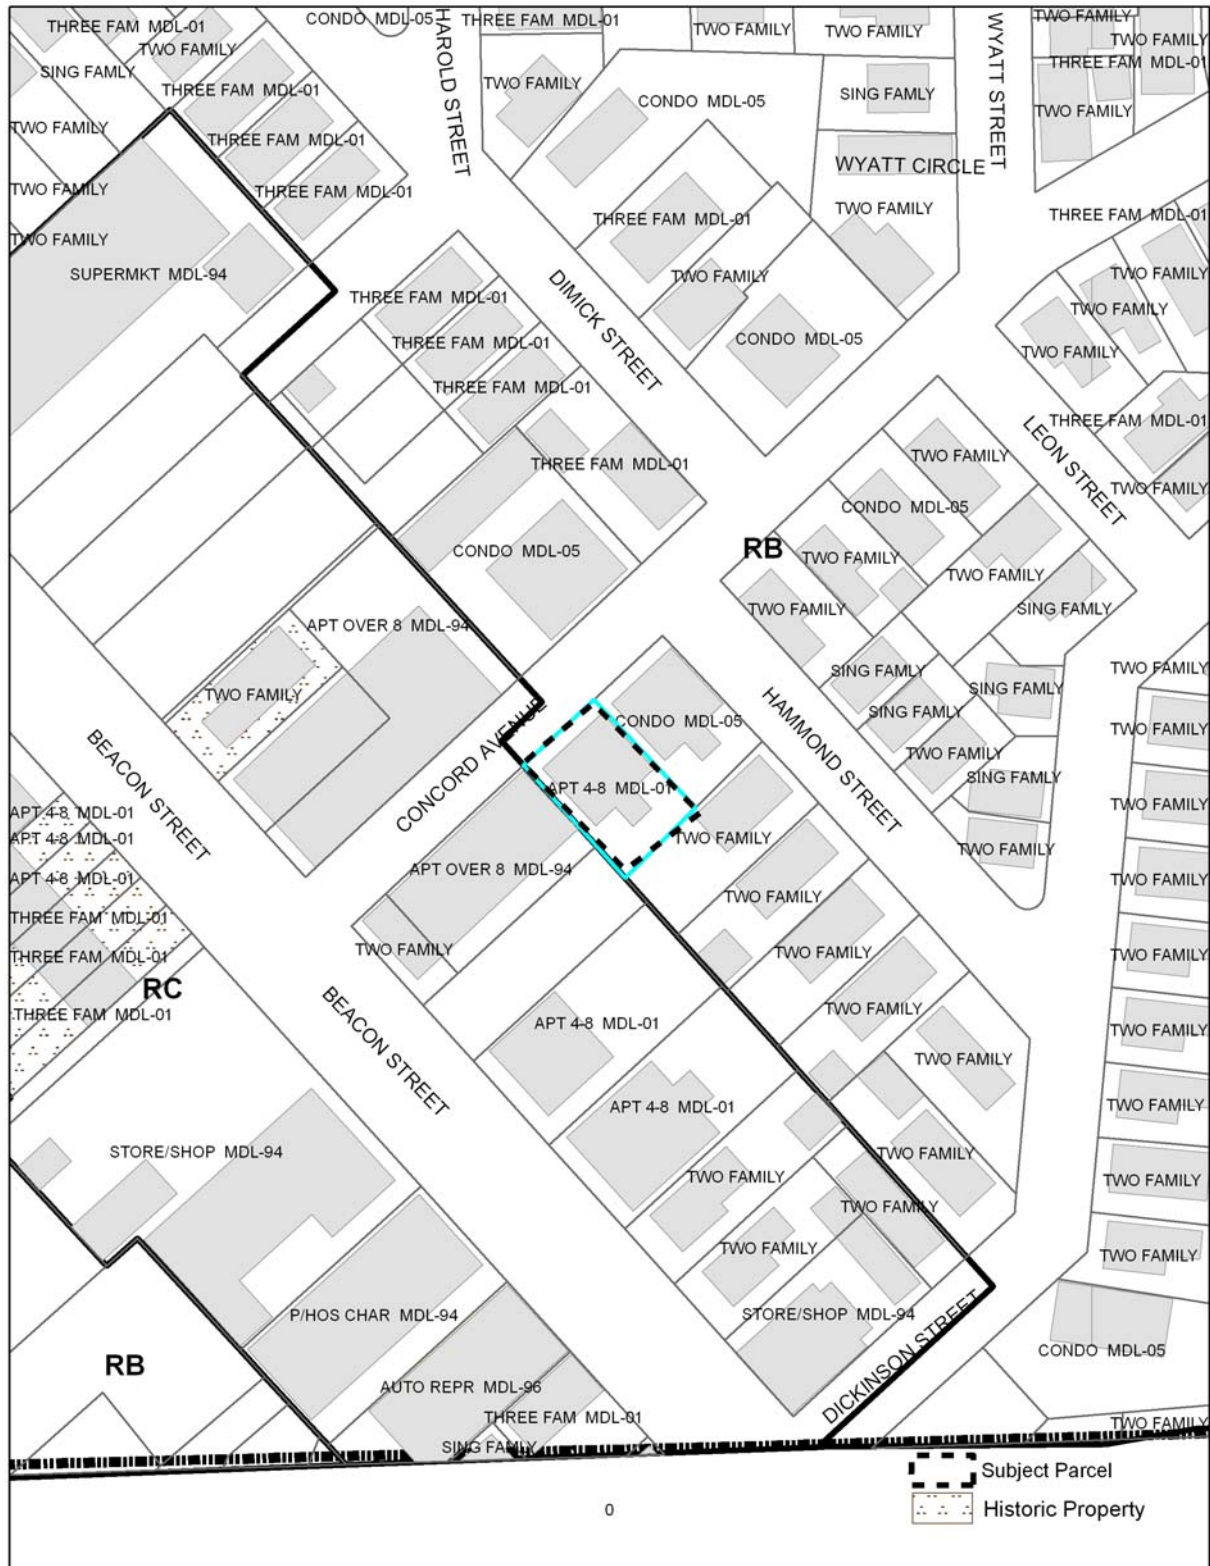 CONDO MDL-05
THREE FAM MDL-01
THREE FAM MDL-01
TWO FAMILY
TWO FAMILY
TWO FAMILY
TWO FAMILY
TWO FAMILY
SING FAMLY
HAROLD STREET
WYATT STREET
THREE FAM MDL-01
THREE FAM MDL-01
TWO FAMILY
SING FAMLY
CONDO MDL-05
TWO FAMILY
TWO FAMILY
THREE FAM MDL-01
WYATT CIRCLE
TWO FAMILY
THREE FAM MDL-01
TWO FAMILY
THREE FAM MDL-01
THREE FAM MDL-01
TWO FAMILY
SUPERMKT MDL-94
TWO FAMILY
TWO FAMILY
DIMICK STREET
THREE FAM MDL-01
TWO FAMILY
THREE FAM MDL-01
CONDO MDL-05
TWO FAMILY
THREE FAM MDL-01
THREE FAM MDL-01
LEON STREET
TWO FAMILY
THREE FAM MDL-01
TWO FAMILY
CONDO MDL-05
CONDO MDL-05
RB
TWO FAMILY
TWO FAMILY
TWO FAMILY
SING FAMLY
APT OVER 8 MDL-94
TWO FAMILY
SING FAMLY
TWO FAMILY
SING FAMLY
CONCORD AVENUE
CONDO MDL-05
HAMMOND STREET
SING FAMLY
TWO FAMILY
BEACON STREET
TWO FAMILY
SING FAMLY
APT 4-8 MDL-01
TWO FAMILY
APT 4-8 MDL-01
APT 4-8 MDL-01
TWO FAMILY
TWO FAMILY
APT OVER 8 MDL-94
APT 4-8 MDL-01
TWO FAMILY
TWO FAMILY
THREE FAM MDL-01
TWO FAMILY
TWO FAMILY
THREE FAM MDL-01
TWO FAMILY
RC
BEACON STREET
TWO FAMILY
THREE FAM MDL-01
APT 4-8 MDL-01
TWO FAMILY
TWO FAMILY
APT 4-8 MDL-01
TWO FAMILY
STORE/SHOP MDL-94
TWO FAMILY
TWO FAMILY
TWO FAMILY
TWO FAMILY
TWO FAMILY
TWO FAMILY
P/HOS CHAR MDL-94
STORE/SHOP MDL-94
DICKINSON STREET
CONDO MDL-05
RB
AUTO REPR MDL-96
THREE FAM MDL-01
TWO FAMILY
SING FAMLY
Subject Parcel
0
Historic Property